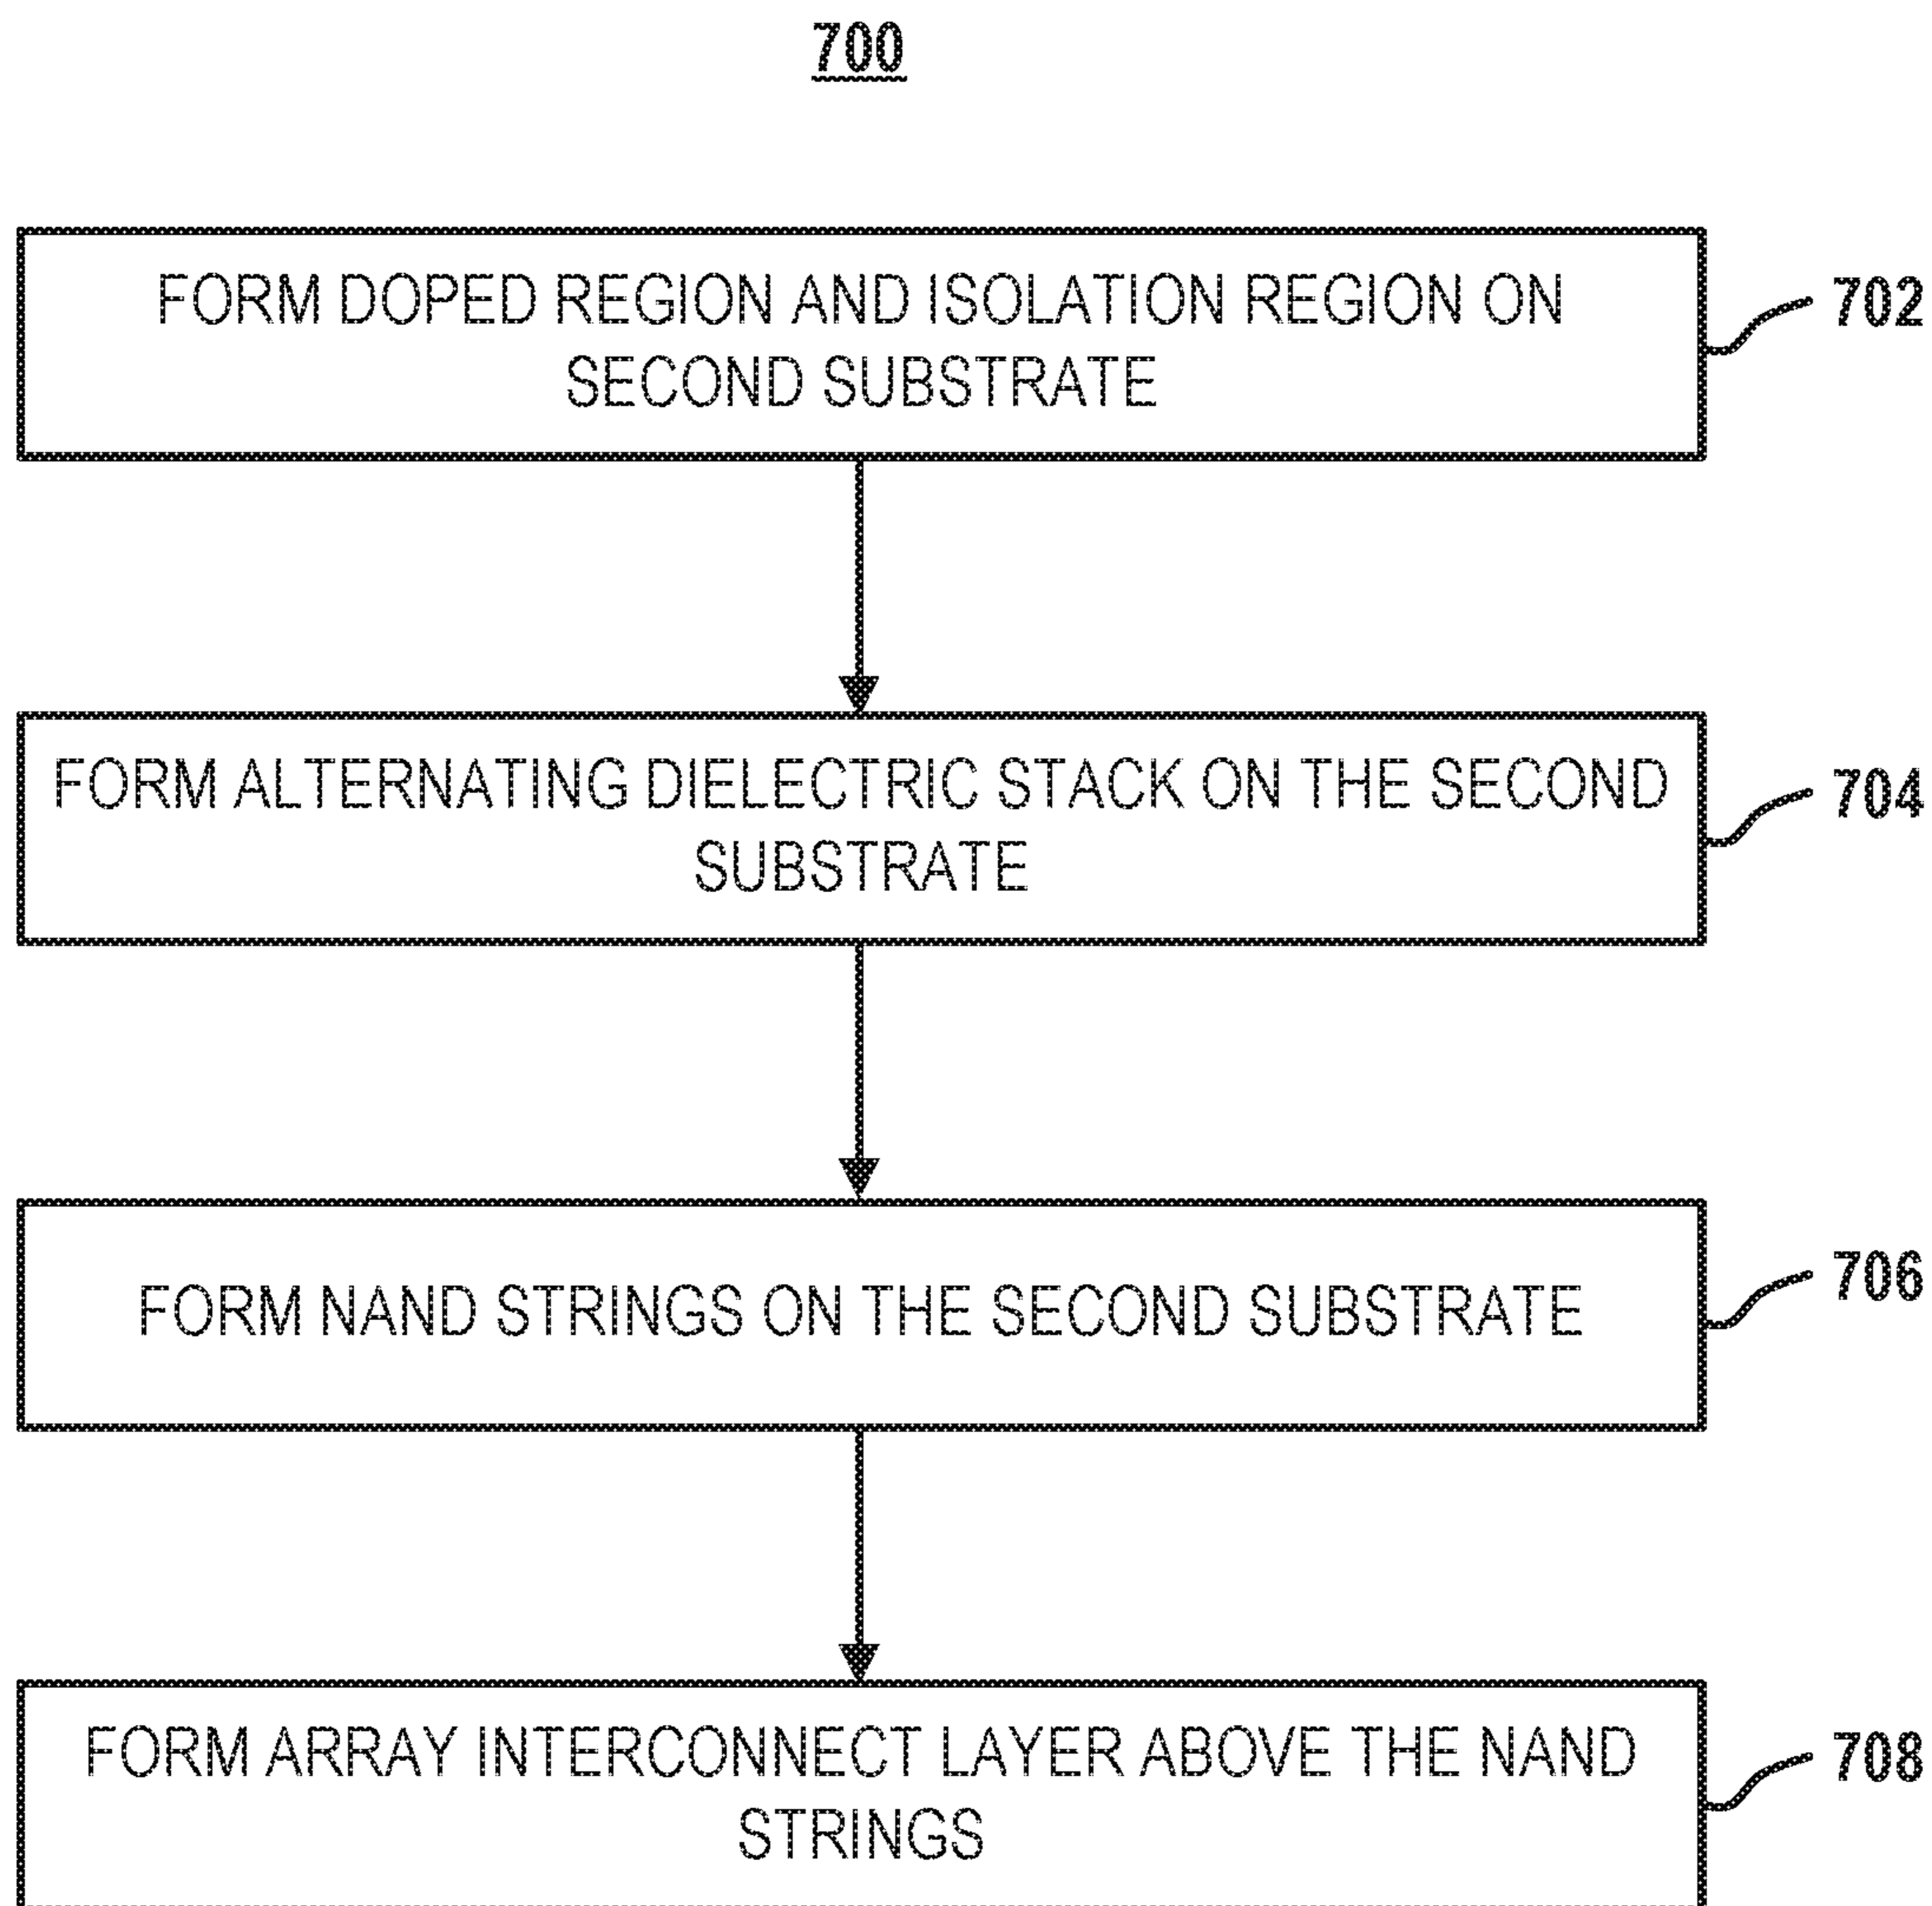 700
FORM DOPED REGION AND ISOLATION REGION ON
SECOND SUBSTRATE
702
FORM ALTERNATING DIELECTRIC STACK ON THE SECOND
SUBSTRATE
704
FORM NAND STRINGS ON THE SECOND SUBSTRATE
706
FORM ARRAY INTERCONNECT LAYER ABOVE THE NAND
STRINGS
708